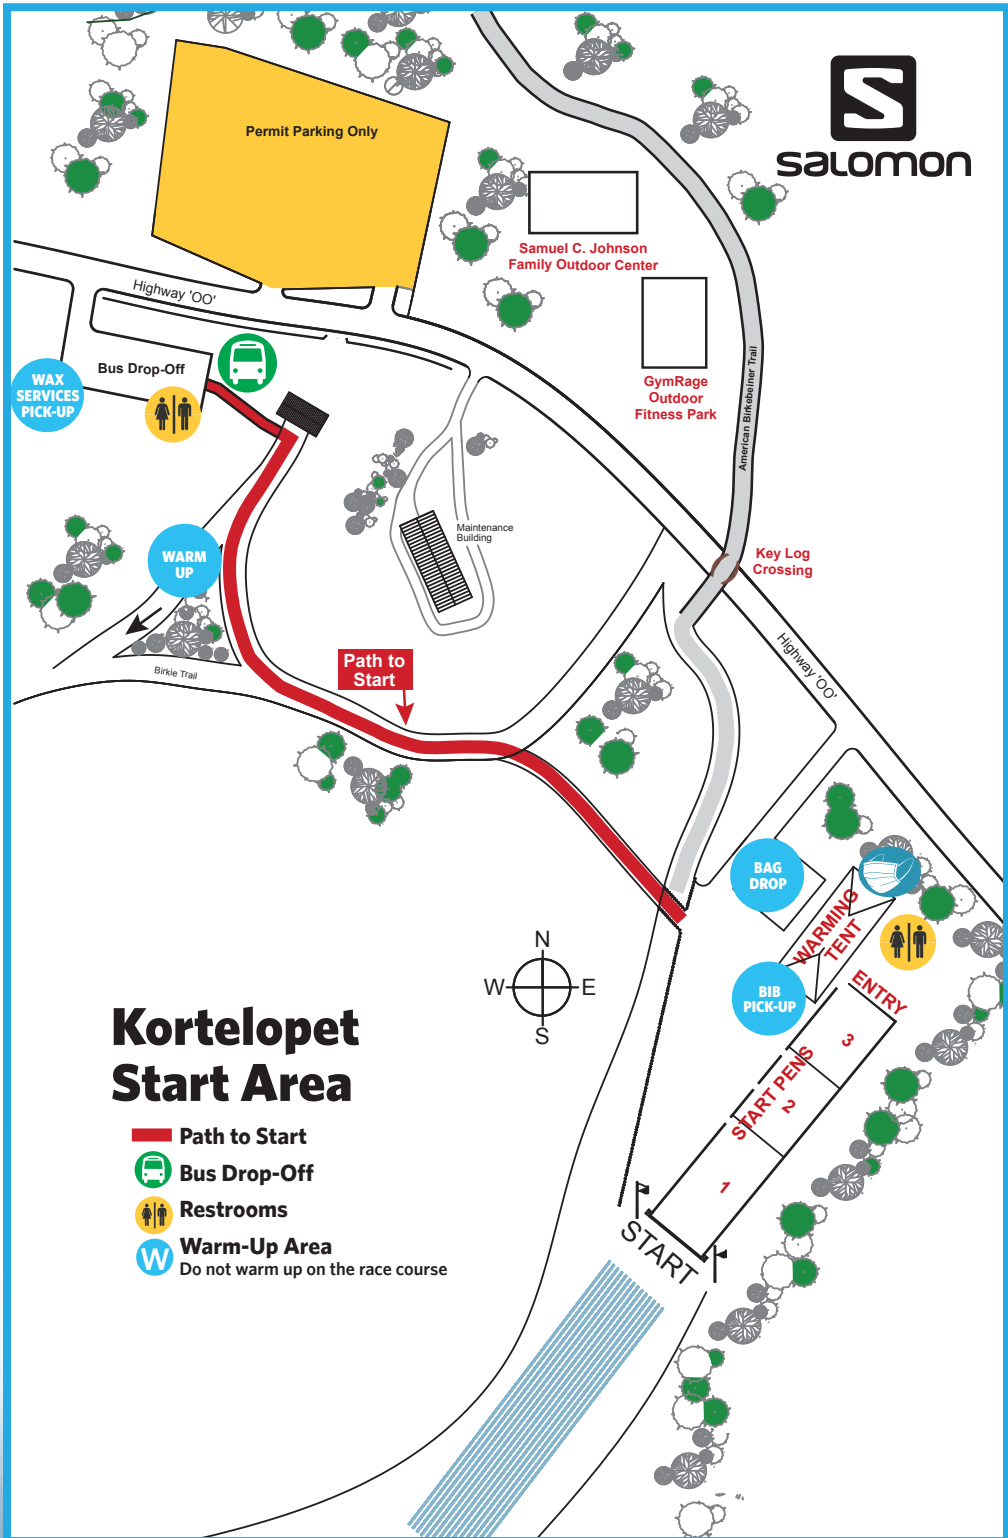 Permit Parking Only
S
SALOMON
Samuel C. Johnson
Family Outdoor Center
Highway 'OO'
GymRage
Outdoor
Fitness Park
American Birkebeiner Trail
Bus Drop-Off
WAX
SERVICES
PICK-UP
Maintenance
Building
WARM
UP
Key Log
Crossing
Birkie Trail
Path to
Start
Highway 'OO'
BAG
DROP
WARMING
TENT
BIB
PICK-UP
ENTRY
N
W
E
S
START PENS
3
2
1
START
Kortelopet
Start Area
Path to Start
Bus Drop-Off
Restrooms
W
Warm-Up Area
Do not warm up on the race course